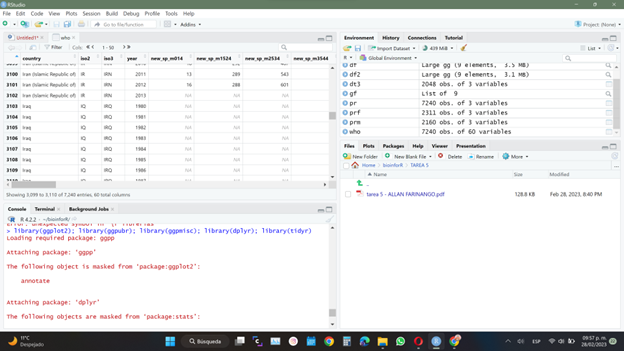 RStudio
File Edit Code View Plots Session Build Debug Profile Tools Help
Go to file/function
Addins
Project: (None)
Untitled1*
who
Filter
Cols: 1 - 50
country iso2 iso3 year new_sp_m014 new_sp_m1524 new_sp_m2534 new_sp_m3544
3100 Iran (Islamic Republic of) IR IRN 2011 13 289 543
3101 Iran (Islamic Republic of) IR IRN 2012 16 288 601
3102 Iran (Islamic Republic of) IR IRN 2013 NA NA NA
3103 Iraq IQ IRQ 1980 NA NA NA
3104 Iraq IQ IRQ 1981 NA NA NA
3105 Iraq IQ IRQ 1982 NA NA NA
3106 Iraq IQ IRQ 1983 NA NA NA
3107 Iraq IQ IRQ 1984 NA NA NA
3108 Iraq IQ IRQ 1985 NA NA NA
3109 Iraq IQ IRQ 1986 NA NA NA
Showing 3,099 to 3,110 of 7,240 entries, 60 total columns
Console Terminal Background Jobs
R 4.2.2 · ~/bioinfoR/
> library(ggplot2); library(ggpubr); library(ggpmisc); library(dplyr); library(tidyr)
Loading required package: ggpp
Attaching package: 'ggpp'
The following object is masked from 'package:ggplot2':
annotate
Attaching package: 'dplyr'
The following objects are masked from 'package:stats':
Environment History Connections Tutorial
Import Dataset
439 MiB
List
R
Global Environment
df Large gg (9 elements, 3.5 MB)
df2 Large gg (9 elements, 3.1 MB)
dt3 2048 obs. of 3 variables
gf List of 9
pr 7240 obs. of 3 variables
prf 2311 obs. of 3 variables
prm 2160 obs. of 3 variables
who 7240 obs. of 60 variables
Files Plots Packages Help Viewer Presentation
New Folder New Blank File Delete Rename More
Home bioinfoR TAREA 5
Name Size Modified
..
tarea 5 - ALLAN FARINANGO.pdf 128.8 KB Feb 28, 2023, 8:40 PM
11°C
Despejado
Búsqueda
ESP
09:57 p. m.
28/02/2023